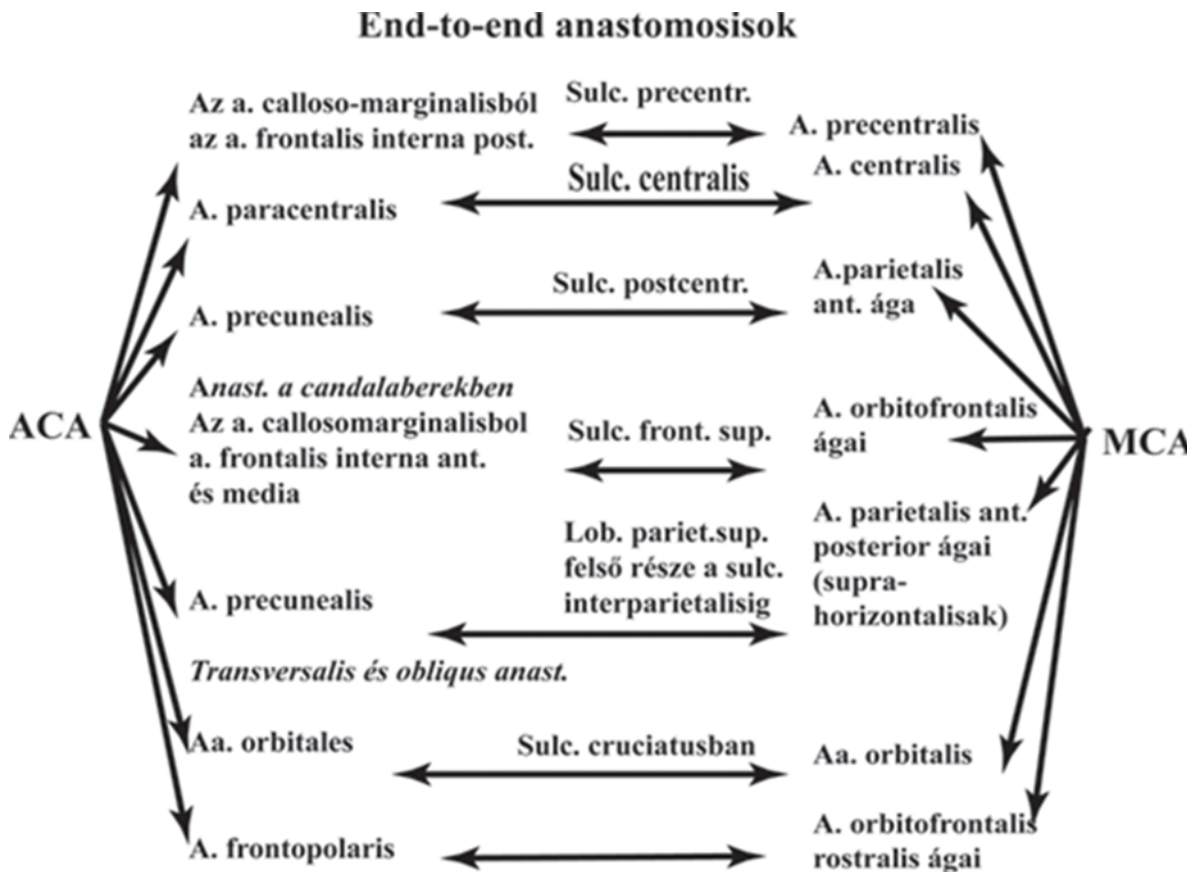 End-to-end anastomosisok
Az a. calloso-marginalisból
az a. frontalis interna post.
Sulc. precentr.
A. precentralis
A. paracentralis
Sulc. centralis
A. centralis
A. precunealis
Sulc. postcentr.
A.parietalis
ant. ága
ACA
Anast. a candalaberekben
Az a. callosomarginalisbol
a. frontalis interna ant.
és media
Sulc. front. sup.
A. orbitofrontalis
ágai
MCA
A. precunealis
Lob. pariet.sup.
felső része a sulc.
interparietalisig
A. parietalis ant.
posterior ágai
(supra-
horizontalisak)
Transversalis és obliqus anast.
Aa. orbitales
Sulc. cruciatusban
Aa. orbitalis
A. frontopolaris
A. orbitofrontalis
rostralis ágai